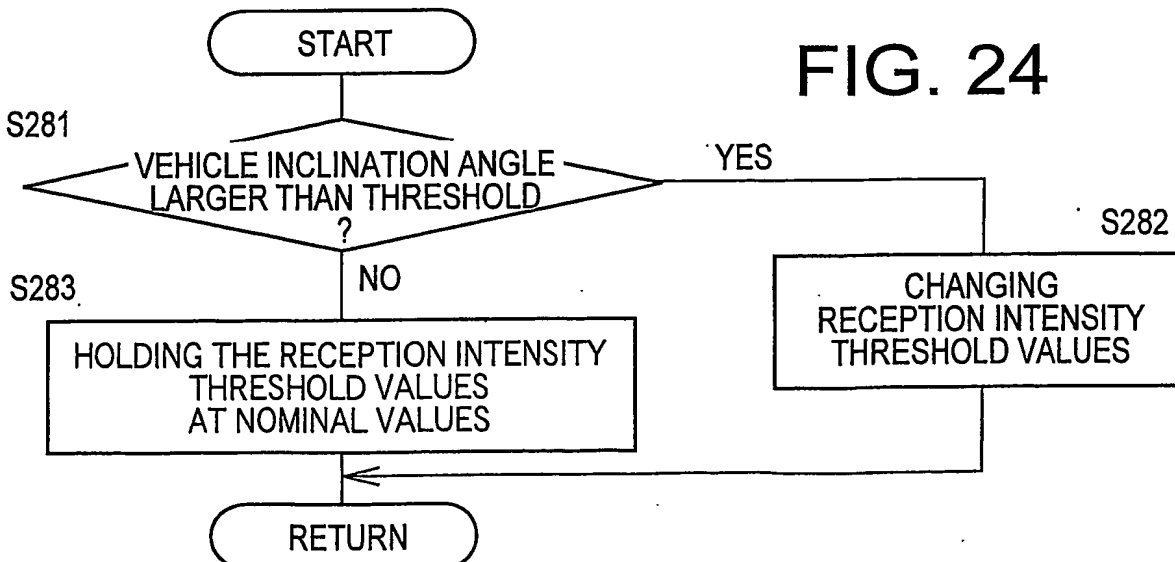 START
FIG. 24
S281
VEHICLE INCLINATION ANGLE
LARGER THAN THRESHOLD
?
YES
NO
S282
CHANGING
RECEPTION INTENSITY
THRESHOLD VALUES
S283
HOLDING THE RECEPTION INTENSITY
THRESHOLD VALUES
AT NOMINAL VALUES
RETURN